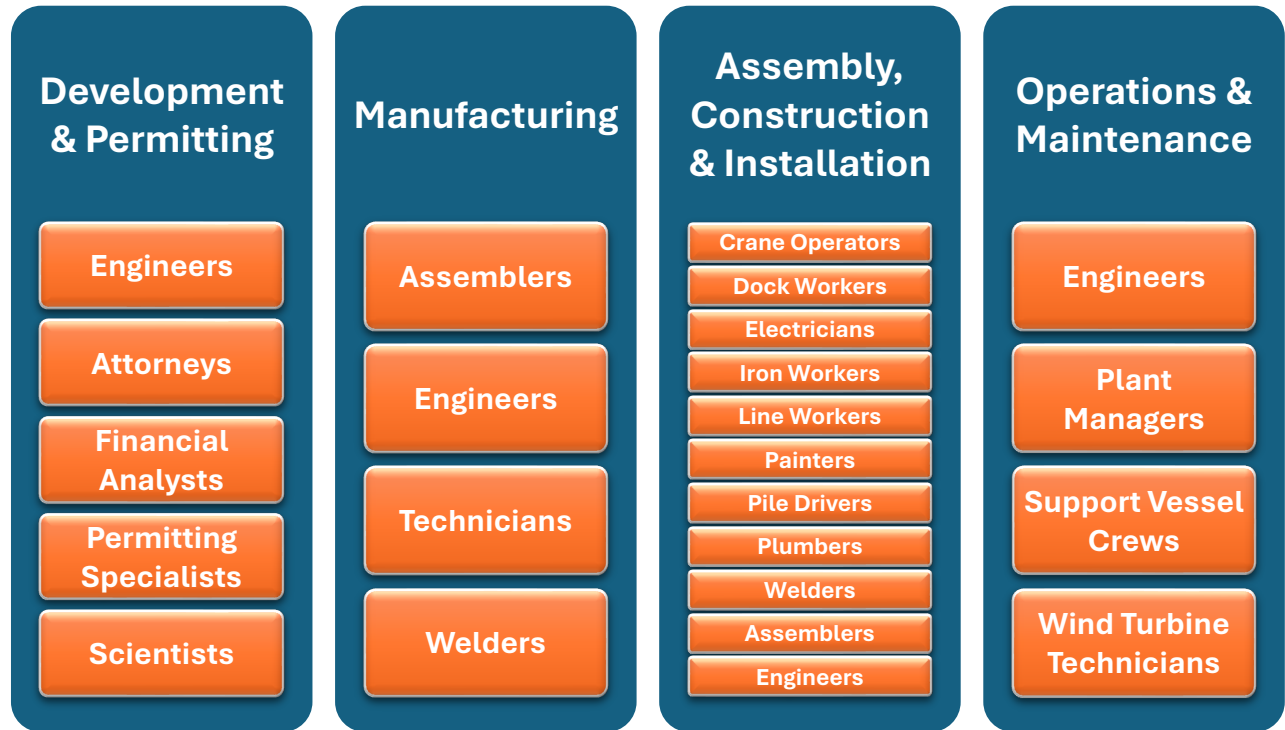 Development
& Permitting
Engineers
Attorneys
Financial
Analysts
Permitting
Specialists
Scientists
Manufacturing
Assemblers
Engineers
Technicians
Welders
Assembly,
Construction
& Installation
Crane Operators
Dock Workers
Electricians
Iron Workers
Line Workers
Painters
Pile Drivers
Plumbers
Welders
Assemblers
Engineers
Operations &
Maintenance
Engineers
Plant
Managers
Support Vessel
Crews
Wind Turbine
Technicians